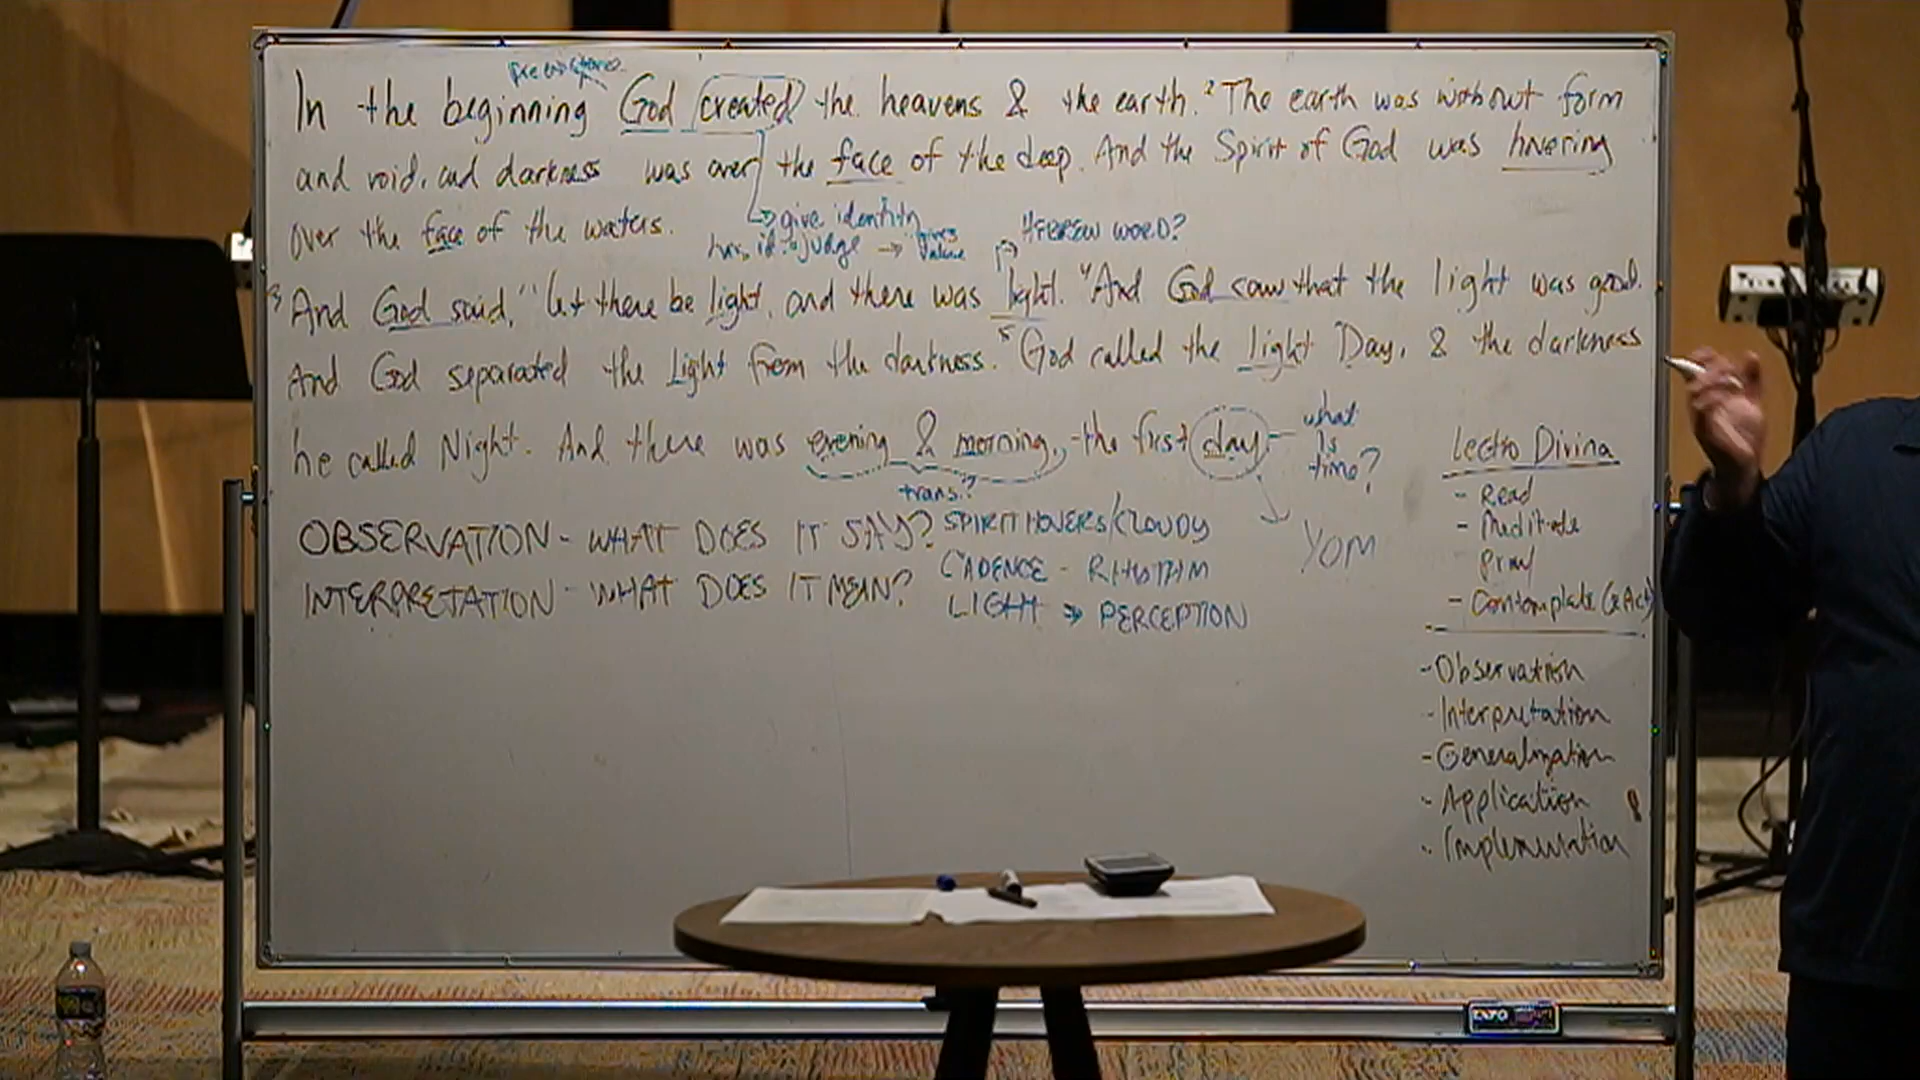 pre existence
In the beginning God created the heavens & the earth. ²The earth was without form
and void, and darkness was over the face of the deep. And the Spirit of God was hovering
over the face of the waters.
give identity
judge → gives value
HEBREW WORD?
³And God said, "let there be light, and there was light. ⁴And God saw that the light was good.
And God separated the Light from the darkness. ⁵God called the light Day, & the darkness
he called Night. And there was evening & morning, the first day.
what is time?
trans.?
YOM
OBSERVATION - WHAT DOES IT SAY?
INTERPRETATION - WHAT DOES IT MEAN?
SPIRIT HOVERS/CLOUDY
CADENCE - RHYTHM
LIGHT → PERCEPTION
Lectio Divina
- Read
- Meditate
- Pray
- Contemplate (& Act)
- Observation
- Interpretation
- Generalization
- Application
- Implementation
EXPO